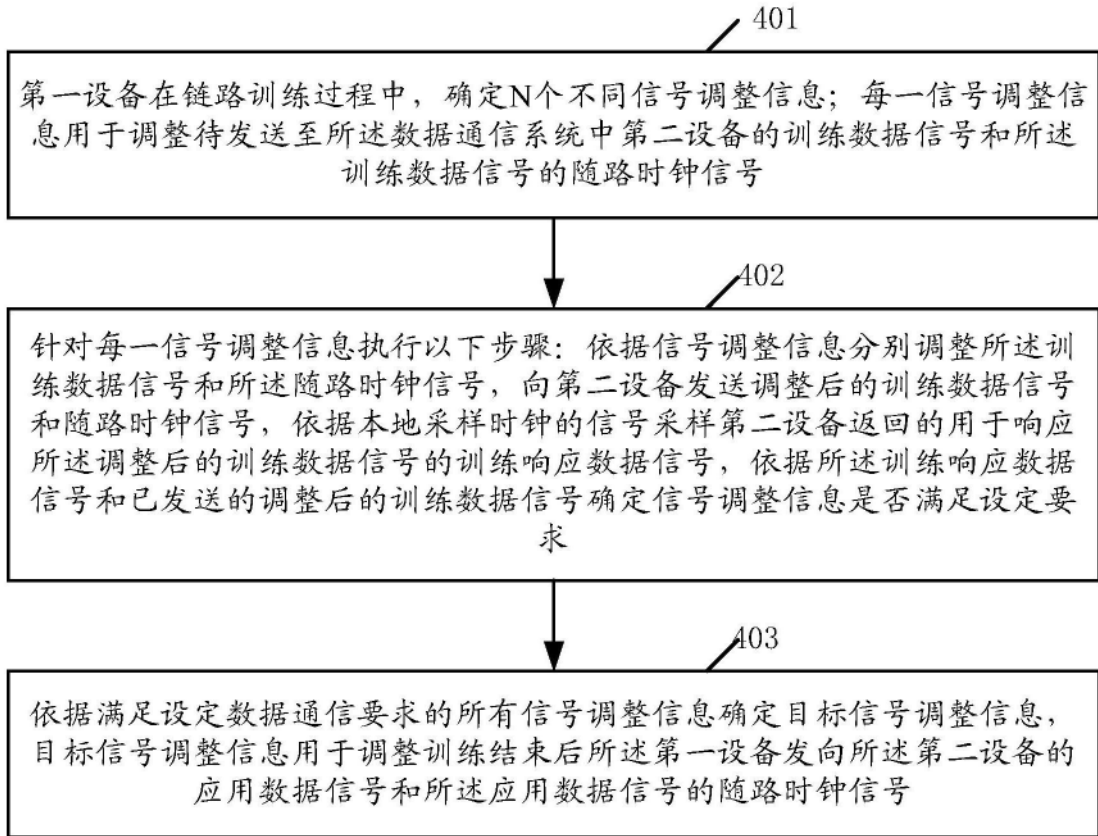 401
第一设备在链路训练过程中，确定N个不同信号调整信息；每一信号调整信
息用于调整待发送至所述数据通信系统中第二设备的训练数据信号和所述
训练数据信号的随路时钟信号
402
针对每一信号调整信息执行以下步骤：依据信号调整信息分别调整所述训
练数据信号和所述随路时钟信号，向第二设备发送调整后的训练数据信号
和随路时钟信号，依据本地采样时钟的信号采样第二设备返回的用于响应
所述调整后的训练数据信号的训练响应数据信号，依据所述训练响应数据
信号和已发送的调整后的训练数据信号确定信号调整信息是否满足设定要
求
403
依据满足设定数据通信要求的所有信号调整信息确定目标信号调整信息，
目标信号调整信息用于调整训练结束后所述第一设备发向所述第二设备的
应用数据信号和所述应用数据信号的随路时钟信号